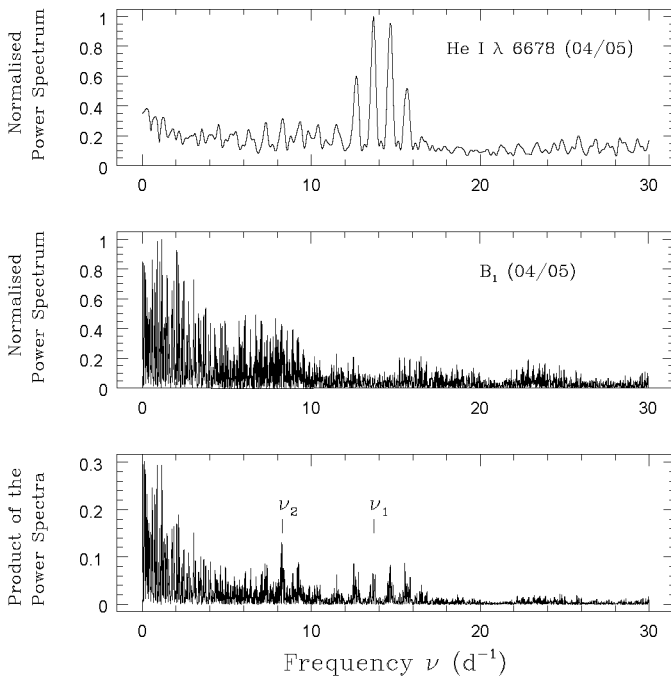 Normalised
Power Spectrum
1
0.8
0.6
0.4
0.2
0
He I λ 6678 (04/05)
0 10 20 30
Normalised
Power Spectrum
1
0.8
0.6
0.4
0.2
0
B₁ (04/05)
0 10 20 30
Product of the
Power Spectra
0.3
0.2
0.1
0
ν₂ ν₁
0 10 20 30
Frequency ν (d⁻¹)